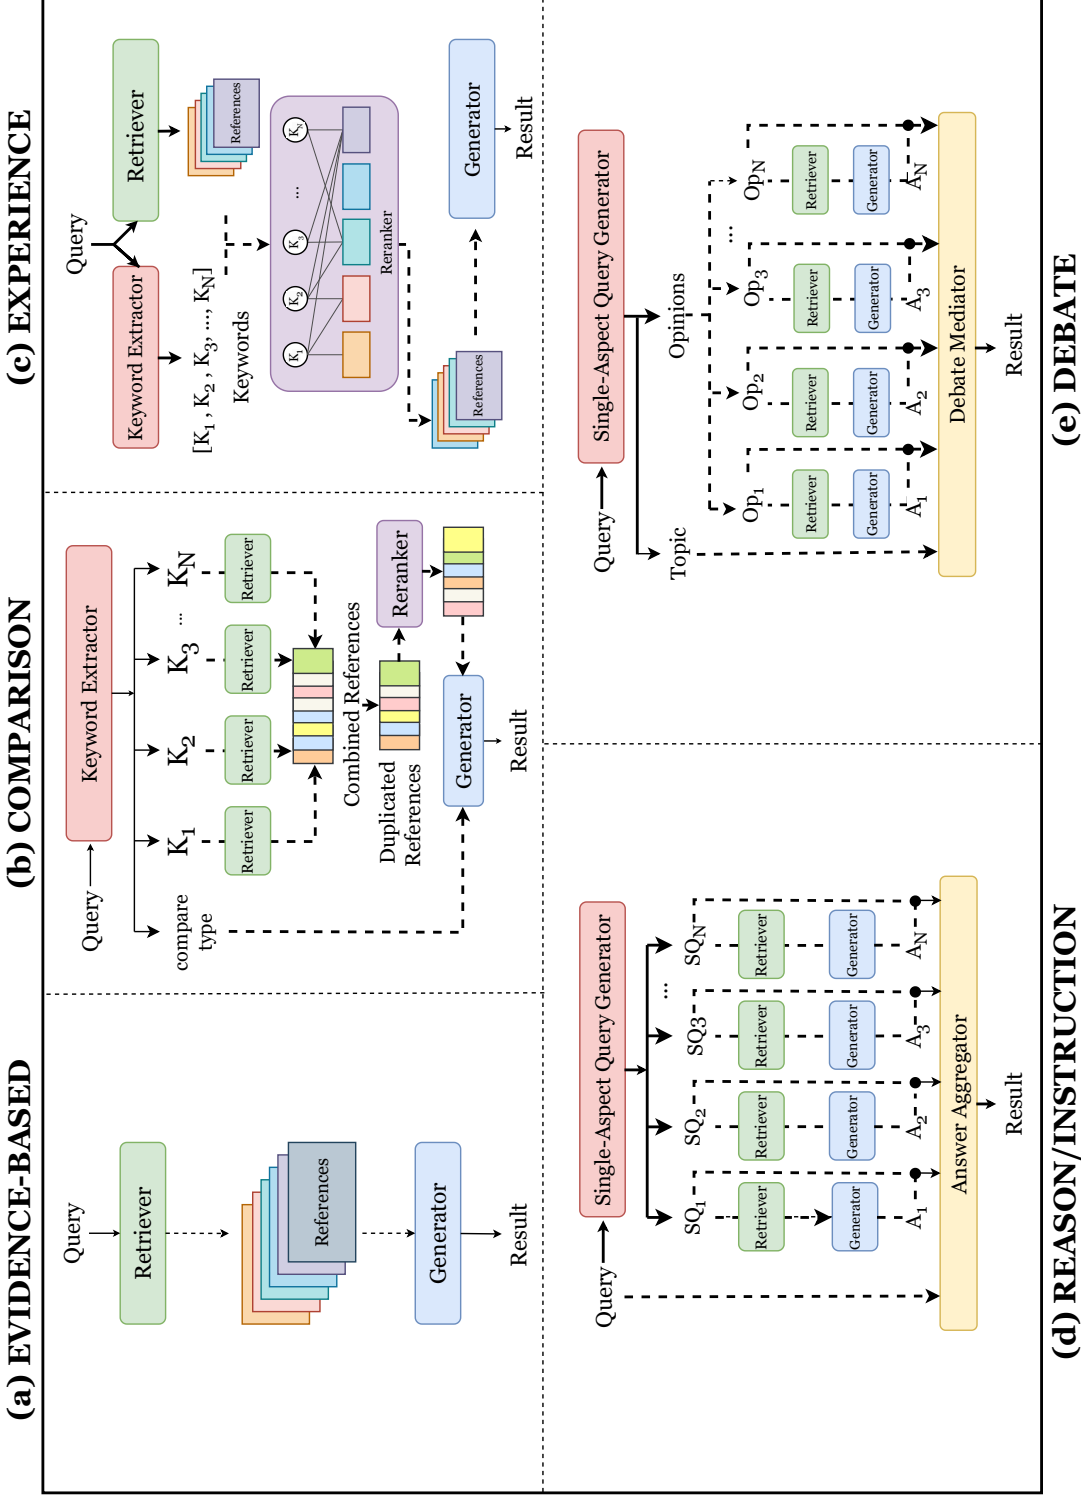 (a) EVIDENCE-BASED
Query
Retriever
References
Generator
Result
(b) COMPARISON
Query
Keyword Extractor
compare
type
K1
K2
K3
...
KN
Retriever
Retriever
Retriever
Retriever
Combined References
Duplicated
References
Reranker
Generator
Result
(c) EXPERIENCE
Query
Keyword Extractor
Retriever
[K1, K2, K3, ..., KN]
Keywords
References
K1
K2
K3
...
KN
Reranker
References
Generator
Result
(d) REASON/INSTRUCTION
Query
Single-Aspect Query Generator
SQ1
SQ2
SQ3
...
SQN
Retriever
Retriever
Retriever
Retriever
Generator
Generator
Generator
Generator
A1
A2
A3
AN
Answer Aggregator
Result
(e) DEBATE
Query
Single-Aspect Query Generator
Topic
Opinions
Op1
Op2
Op3
...
OpN
Retriever
Retriever
Retriever
Retriever
Generator
Generator
Generator
Generator
A1
A2
A3
AN
Debate Mediator
Result